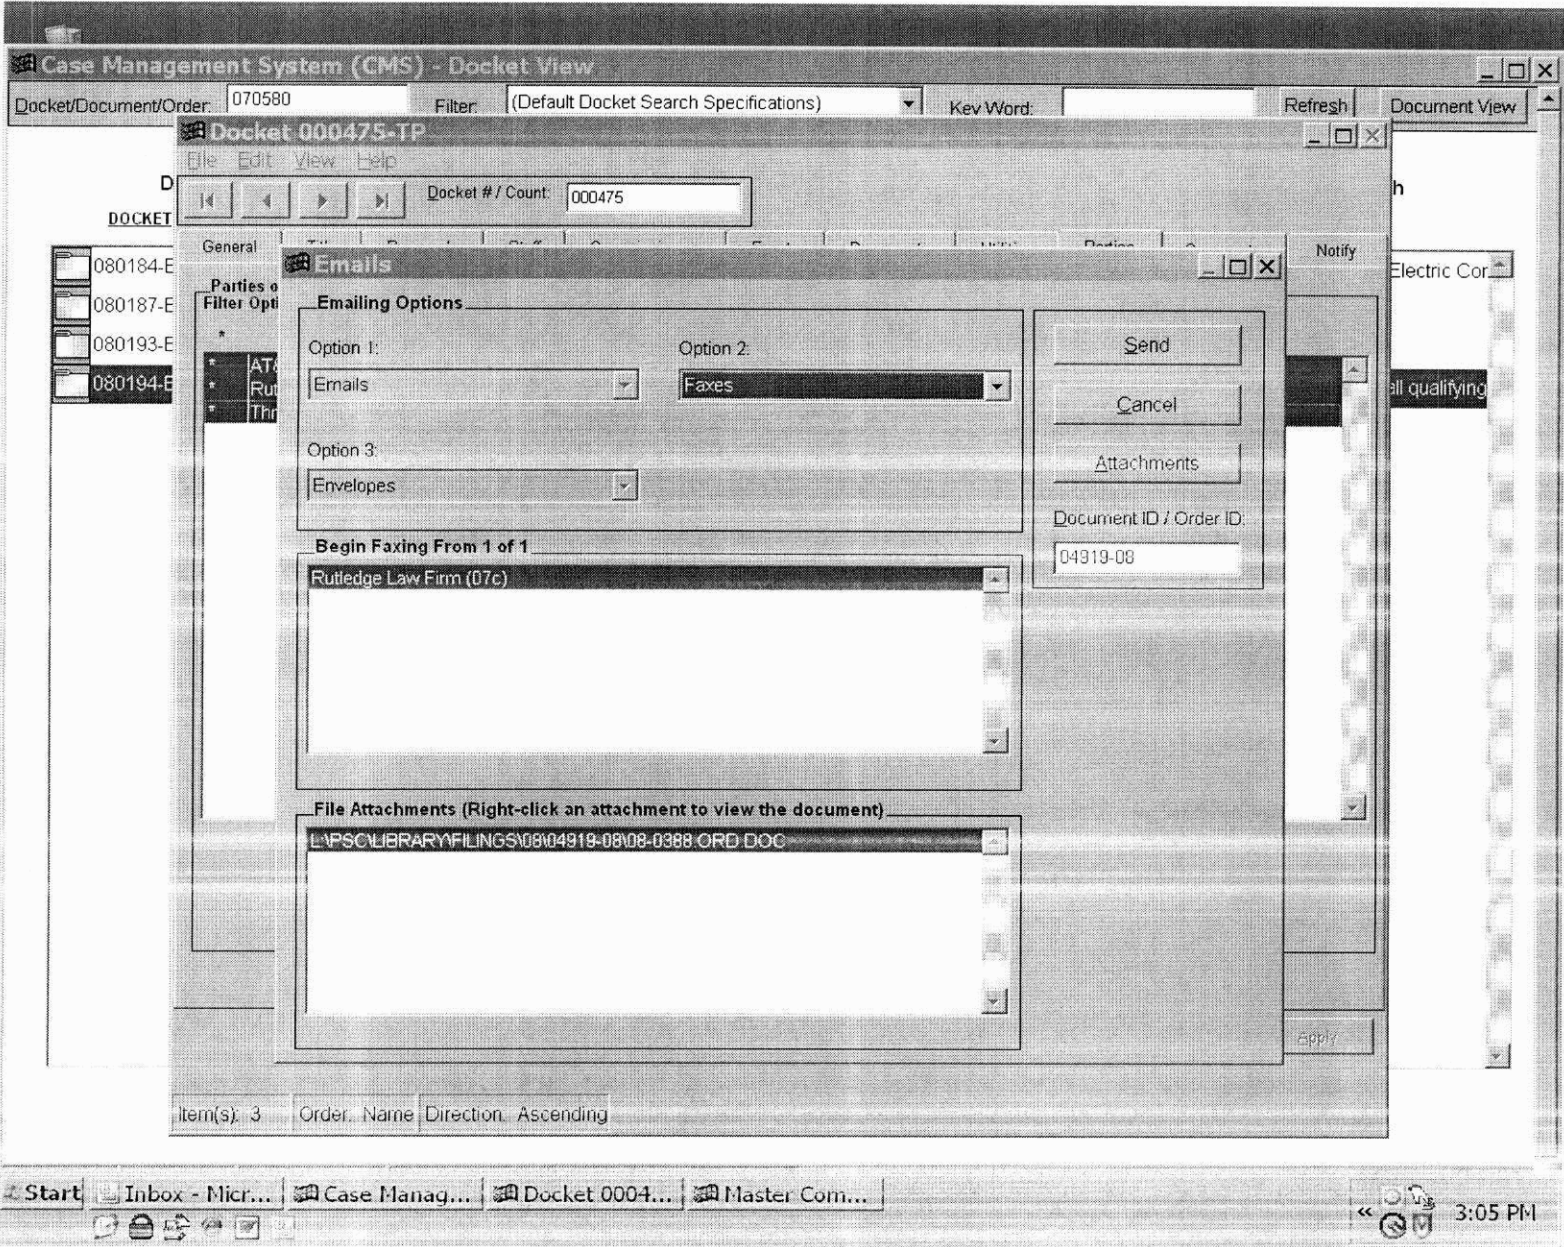 Case Management System (CMS) - Docket View
Docket/Document/Order: 070580 Filter: (Default Docket Search Specifications) Key Word: Refresh Document View
Docket 000475-TP
File Edit View Help
Docket # / Count: 000475
DOCKET
General Parties Notify
Emails
080184-E Electric Cor
Parties o
Filter Opti
Emailing Options
080187-E
080193-E
080194-E all qualifying
* AT&
* Rut
* Thr
Option 1: Option 2:
Emails Faxes
Option 3:
Envelopes
Send
Cancel
Attachments
Document ID / Order ID:
04919-08
Begin Faxing From 1 of 1
Rutledge Law Firm (07c)
File Attachments (Right-click an attachment to view the document)
L:\PSC\LIBRARY\FILINGS\08\04919-08\08-0388.ORD.DOC
Apply
Item(s): 3 Order: Name Direction: Ascending
Start Inbox - Micr... Case Manag... Docket 0004... Master Com...
« 3:05 PM